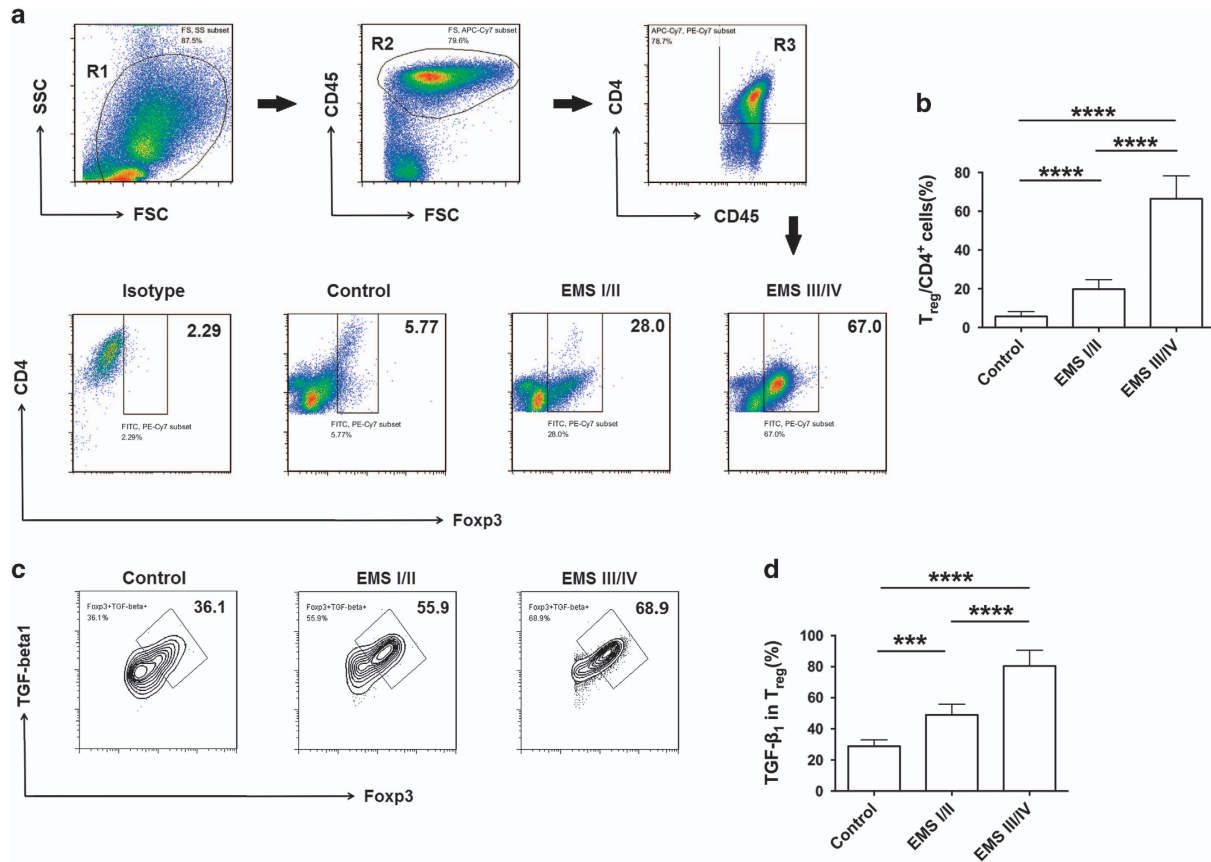 a
FS, SS subset
87.5%
R1
SSC
FSC
FS, APC-Cy7 subset
79.6%
R2
CD45
FSC
APC-Cy7, PE-Cy7 subset
78.7%
R3
CD4
CD45
Isotype
Control
EMS I/II
EMS III/IV
2.29
5.77
28.0
67.0
CD4
FITC, PE-Cy7 subset
2.29%
FITC, PE-Cy7 subset
5.77%
FITC, PE-Cy7 subset
28.0%
FITC, PE-Cy7 subset
67.0%
Foxp3
b
****
****
****
Treg/CD4+ cells(%)
80
60
40
20
0
Control
EMS I/II
EMS III/IV
c
Control
EMS I/II
EMS III/IV
Foxp3+TGF-beta+
36.1%
36.1
Foxp3+TGF-beta+
55.9%
55.9
Foxp3+TGF-beta+
68.9%
68.9
TGF-beta1
Foxp3
d
****
***
****
TGF-β1 in Treg(%)
100
80
60
40
20
0
Control
EMS I/II
EMS III/IV